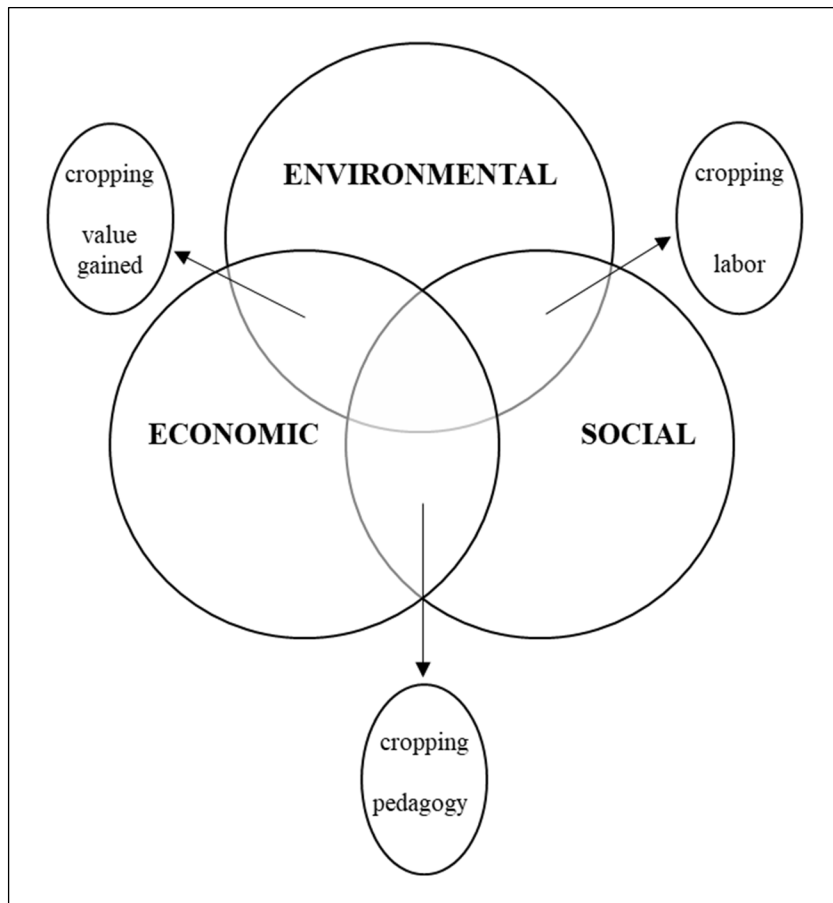 ENVIRONMENTAL
cropping
value
gained
cropping
labor
ECONOMIC
SOCIAL
cropping
pedagogy